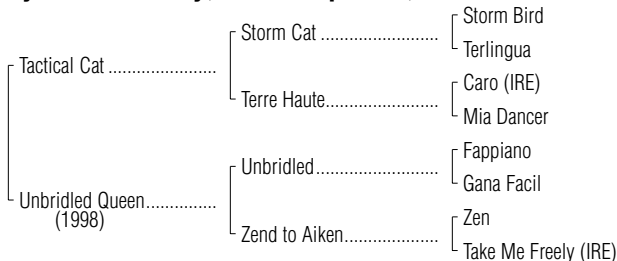 Storm Bird
Storm Cat ......................
Terlingua
Tactical Cat ......................
Caro (IRE)
Terre Haute......................
Mia Dancer
Fappiano
Unbridled......................
Gana Facil
Unbridled Queen..............
(1998)
Zen
Zend to Aiken..................
Take Me Freely (IRE)